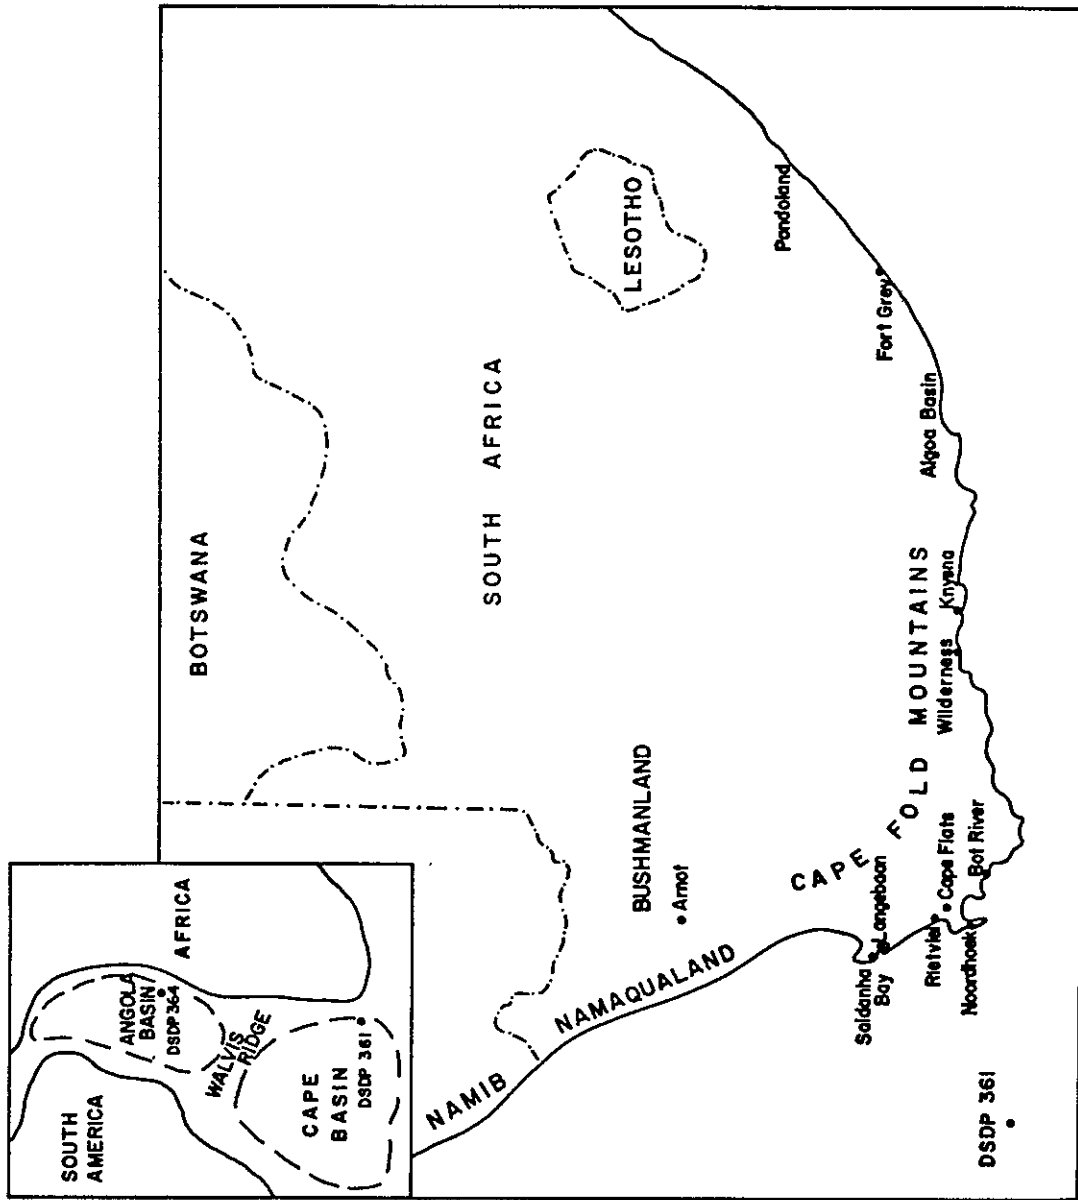 SOUTH
AMERICA
AFRICA
ANGOLA
BASIN
DSDP 364
WALVIS
RIDGE
CAPE
BASIN
DSDP 361
BOTSWANA
SOUTH AFRICA
LESOTHO
NAMIB
NAMAQUALAND
BUSHMANLAND
Arnot
CAPE FOLD MOUNTAINS
Saldanha
Bay
Langebaan
Rietvlei
Cape Flats
Noordhoek
Bot River
Wilderness
Knysna
Algoa Basin
Fort Grey
Pondoland
DSDP 361